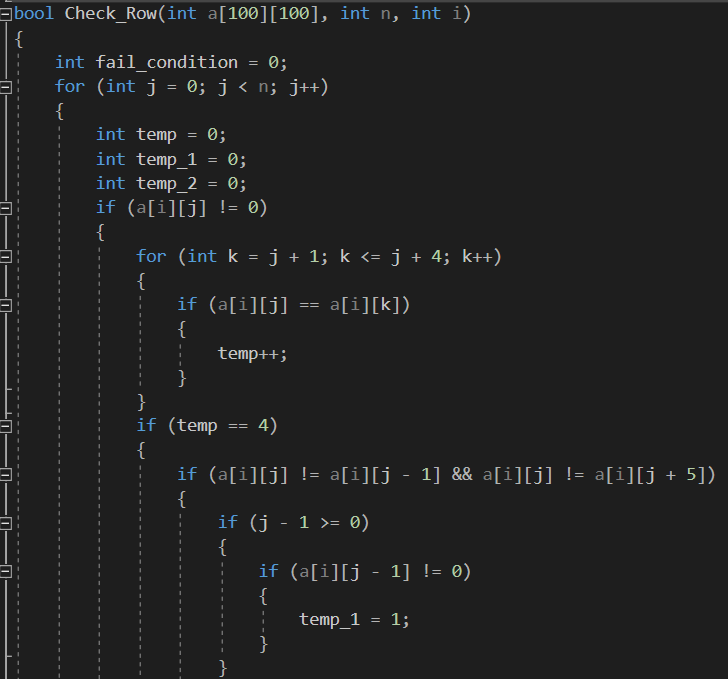 bool Check_Row(int a[100][100], int n, int i)
{
    int fail_condition = 0;
    for (int j = 0; j < n; j++)
    {
        int temp = 0;
        int temp_1 = 0;
        int temp_2 = 0;
        if (a[i][j] != 0)
        {
            for (int k = j + 1; k <= j + 4; k++)
            {
                if (a[i][j] == a[i][k])
                {
                    temp++;
                }
            }
            if (temp == 4)
            {
                if (a[i][j] != a[i][j - 1] && a[i][j] != a[i][j + 5])
                {
                    if (j - 1 >= 0)
                    {
                        if (a[i][j - 1] != 0)
                        {
                            temp_1 = 1;
                        }
                    }